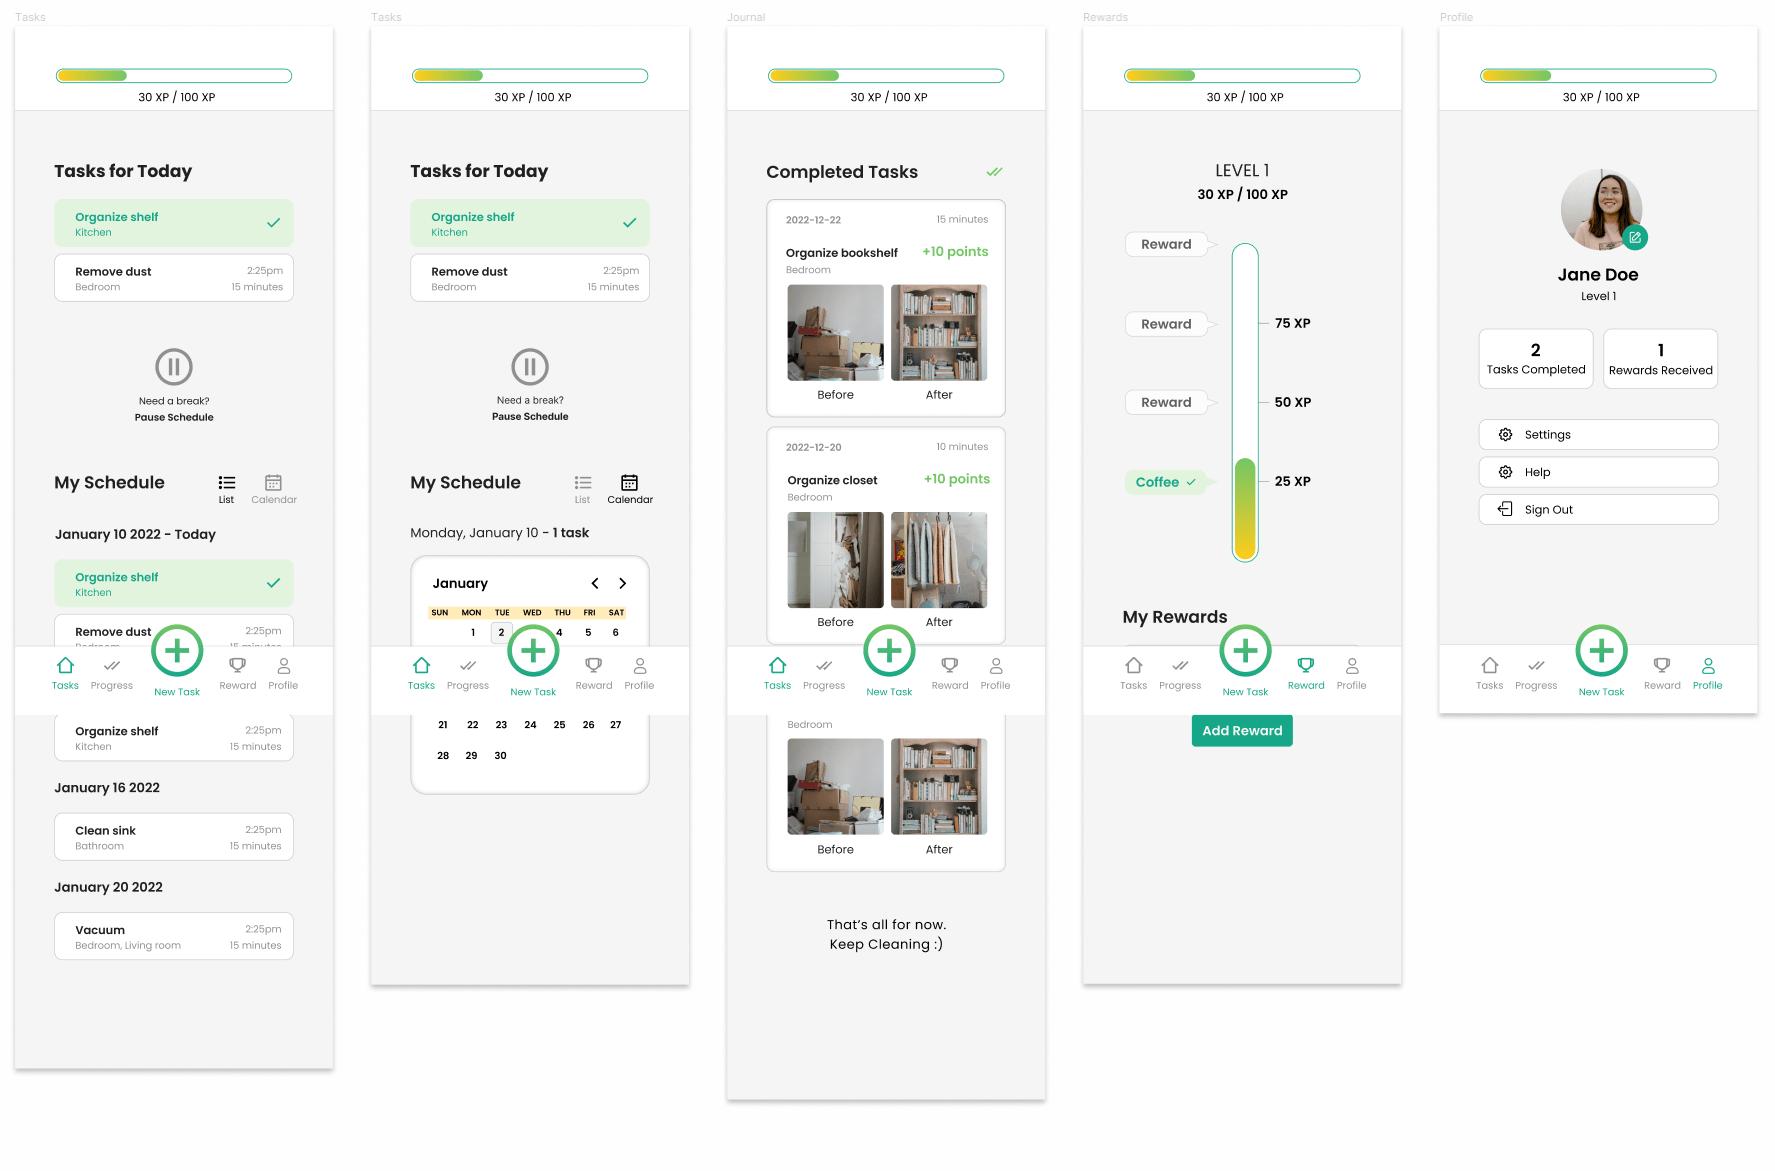 Tasks
30 XP / 100 XP
Tasks for Today
Organize shelf
Kitchen
Remove dust
2:25pm
Bedroom
15 minutes
Need a break?
Pause Schedule
My Schedule
List
Calendar
January 10 2022 - Today
Organize shelf
Kitchen
Remove dust
2:25pm
Bedroom
15 minutes
Tasks
Progress
New Task
Reward
Profile
Organize shelf
2:25pm
Kitchen
15 minutes
January 16 2022
Clean sink
2:25pm
Bathroom
15 minutes
January 20 2022
Vacuum
2:25pm
Bedroom, Living room
15 minutes
Tasks
30 XP / 100 XP
Tasks for Today
Organize shelf
Kitchen
Remove dust
2:25pm
Bedroom
15 minutes
Need a break?
Pause Schedule
My Schedule
List
Calendar
Monday, January 10 - 1 task
January
SUN MON TUE WED THU FRI SAT
1 2 4 5 6
Tasks
Progress
New Task
Reward
Profile
21 22 23 24 25 26 27
28 29 30
Journal
30 XP / 100 XP
Completed Tasks
2022-12-22
15 minutes
Organize bookshelf
+10 points
Bedroom
Before
After
2022-12-20
10 minutes
Organize closet
+10 points
Bedroom
Before
After
Tasks
Progress
New Task
Reward
Profile
Bedroom
Before
After
That's all for now.
Keep Cleaning :)
Rewards
30 XP / 100 XP
LEVEL 1
30 XP / 100 XP
Reward
Reward
75 XP
Reward
50 XP
Coffee
25 XP
My Rewards
Tasks
Progress
New Task
Reward
Profile
Add Reward
Profile
30 XP / 100 XP
Jane Doe
Level 1
2
Tasks Completed
1
Rewards Received
Settings
Help
Sign Out
Tasks
Progress
New Task
Reward
Profile